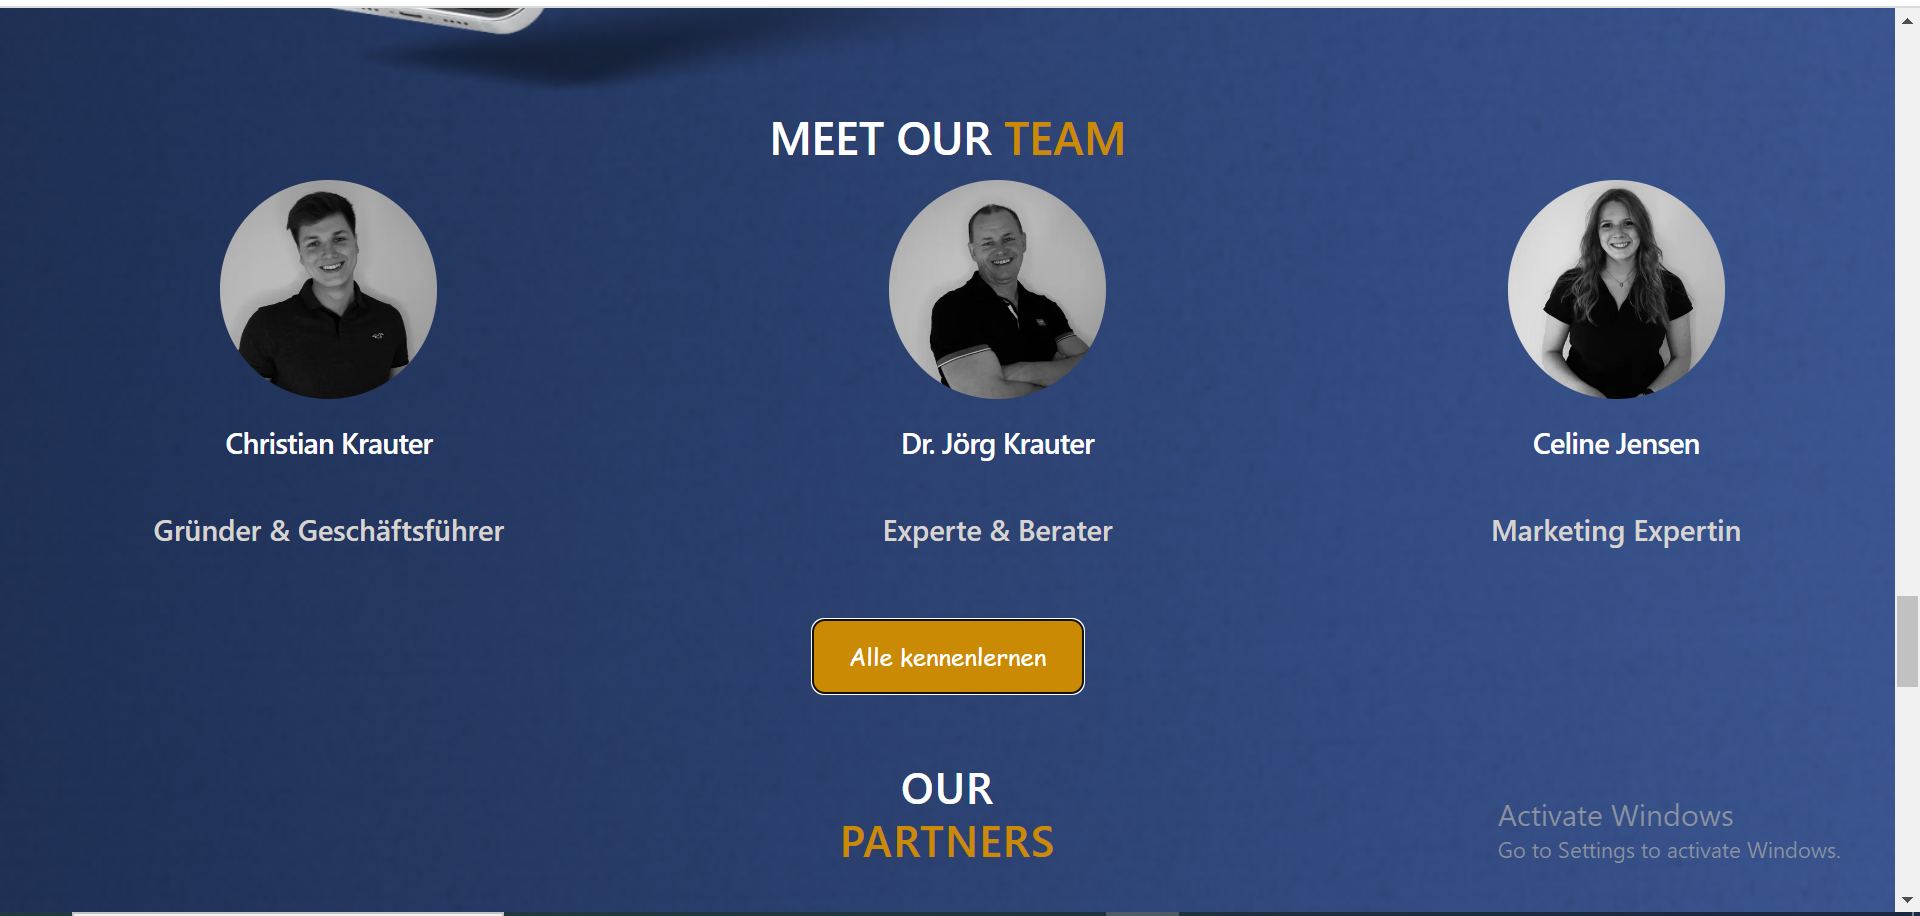 MEET OUR TEAM
Christian Krauter
Dr. Jörg Krauter
Celine Jensen
Gründer & Geschäftsführer
Experte & Berater
Marketing Expertin
Alle kennenlernen
OUR
PARTNERS
Activate Windows
Go to Settings to activate Windows.